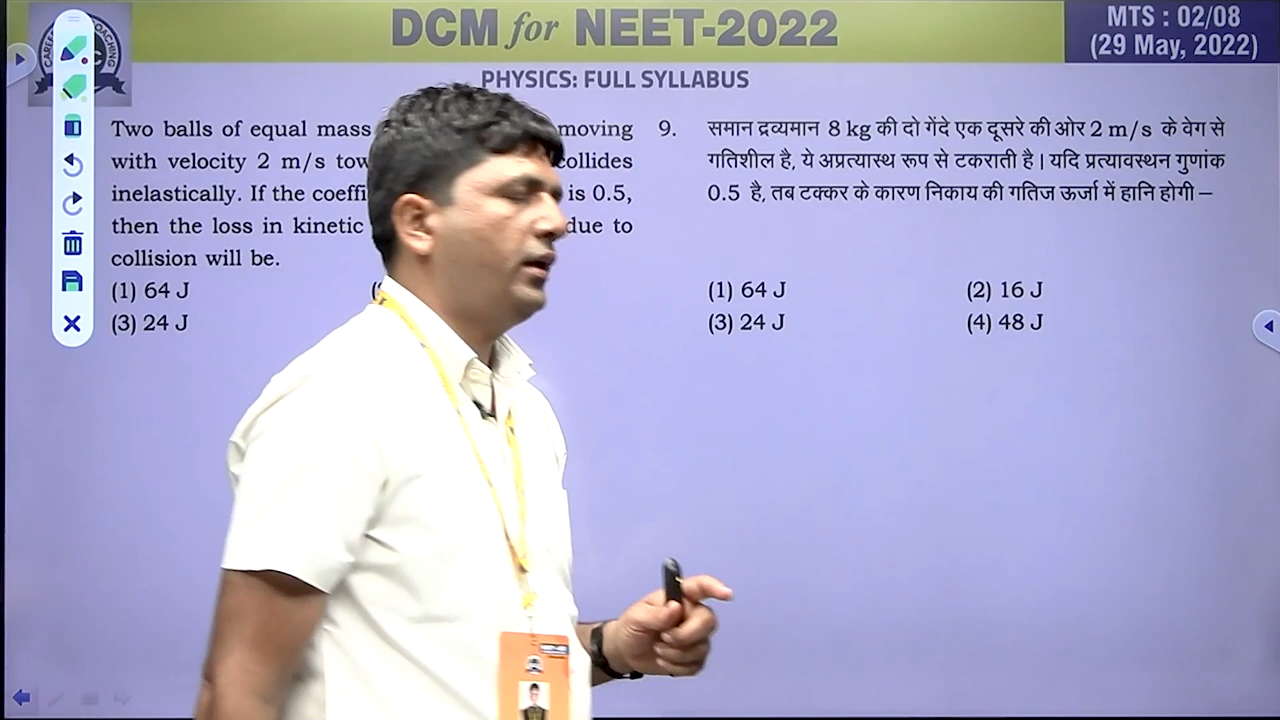 DCM for NEET-2022
MTS : 02/08
(29 May, 2022)
PHYSICS: FULL SYLLABUS
Two balls of equal mass moving
with velocity 2 m/s collides
inelastically. If the is 0.5,
then the loss in kinetic due to
collision will be.
(1) 64 J
(3) 24 J
9. समान द्रव्यमान 8 kg की दो गेंदे एक दूसरे की ओर 2 m/s के वेग से
गतिशील है, ये अप्रत्यास्थ रूप से टकराती है। यदि प्रत्यावस्थन गुणांक
0.5 है, तब टक्कर के कारण निकाय की गतिज ऊर्जा में हानि होगी –
(1) 64 J (2) 16 J
(3) 24 J (4) 48 J